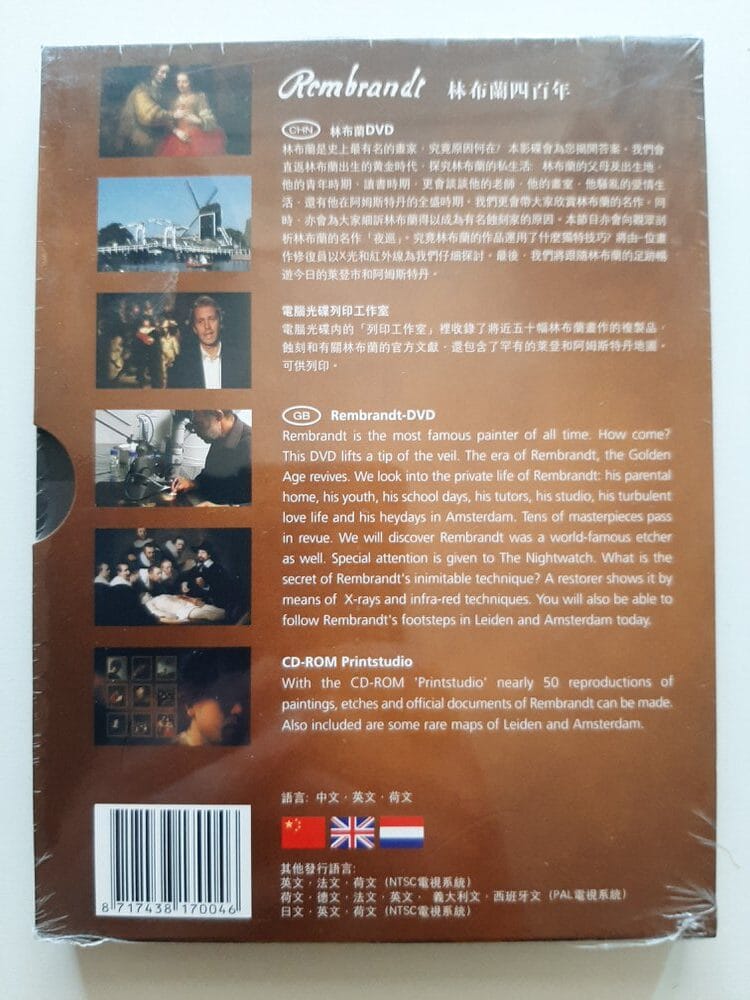 Rembrandt 林布蘭四百年
CHN 林布蘭DVD
林布蘭是史上最有名的畫家，究竟原因何在? 本影碟會為您揭開答案。我們會
直返林布蘭出生的黃金時代，探究林布蘭的私生活: 林布蘭的父母及出生地，
他的青年時期，讀書時期，更會談談他的老師，他的畫室，他騷風的愛情生
活，還有他在阿姆斯特丹的全盛時期。我們更會帶大家欣賞林布蘭的名作，同
時，亦會為大家細訴林布蘭得以成為有名蝕刻家的原因。本節目亦會向觀眾剖
析林布蘭的名作「夜巡」。究竟林布蘭的作品運用了什麼獨特技巧? 將由一位畫
作修復員以X光和紅外線為我們仔細探討。最後，我們將跟隨林布蘭的足跡暢
遊今日的萊登市和阿姆斯特丹。
電腦光碟列印工作室
電腦光碟內的「列印工作室」裡收錄了將近五十幅林布蘭畫作的複製品，
蝕刻和有關林布蘭的官方文獻，還包含了罕有的萊登和阿姆斯特丹地圖。
可供列印。
GB Rembrandt-DVD
Rembrandt is the most famous painter of all time. How come?
This DVD lifts a tip of the veil. The era of Rembrandt, the Golden
Age revives. We look into the private life of Rembrandt: his parental
home, his youth, his school days, his tutors, his studio, his turbulent
love life and his heydays in Amsterdam. Tens of masterpieces pass
in revue. We will discover Rembrandt was a world-famous etcher
as well. Special attention is given to The Nightwatch. What is the
secret of Rembrandt's inimitable technique? A restorer shows it by
means of X-rays and infra-red techniques. You will also be able to
follow Rembrandt's footsteps in Leiden and Amsterdam today.
CD-ROM Printstudio
With the CD-ROM 'Printstudio' nearly 50 reproductions of
paintings, etches and official documents of Rembrandt can be made.
Also included are some rare maps of Leiden and Amsterdam.
語言: 中文·英文·荷文
其他發行語言:
英文·法文·荷文 (NTSC電視系統)
荷文·德文·法文·英文· 義大利文·西班牙文 (PAL電視系統)
日文·英文·荷文 (NTSC電視系統)
8 717438 170046